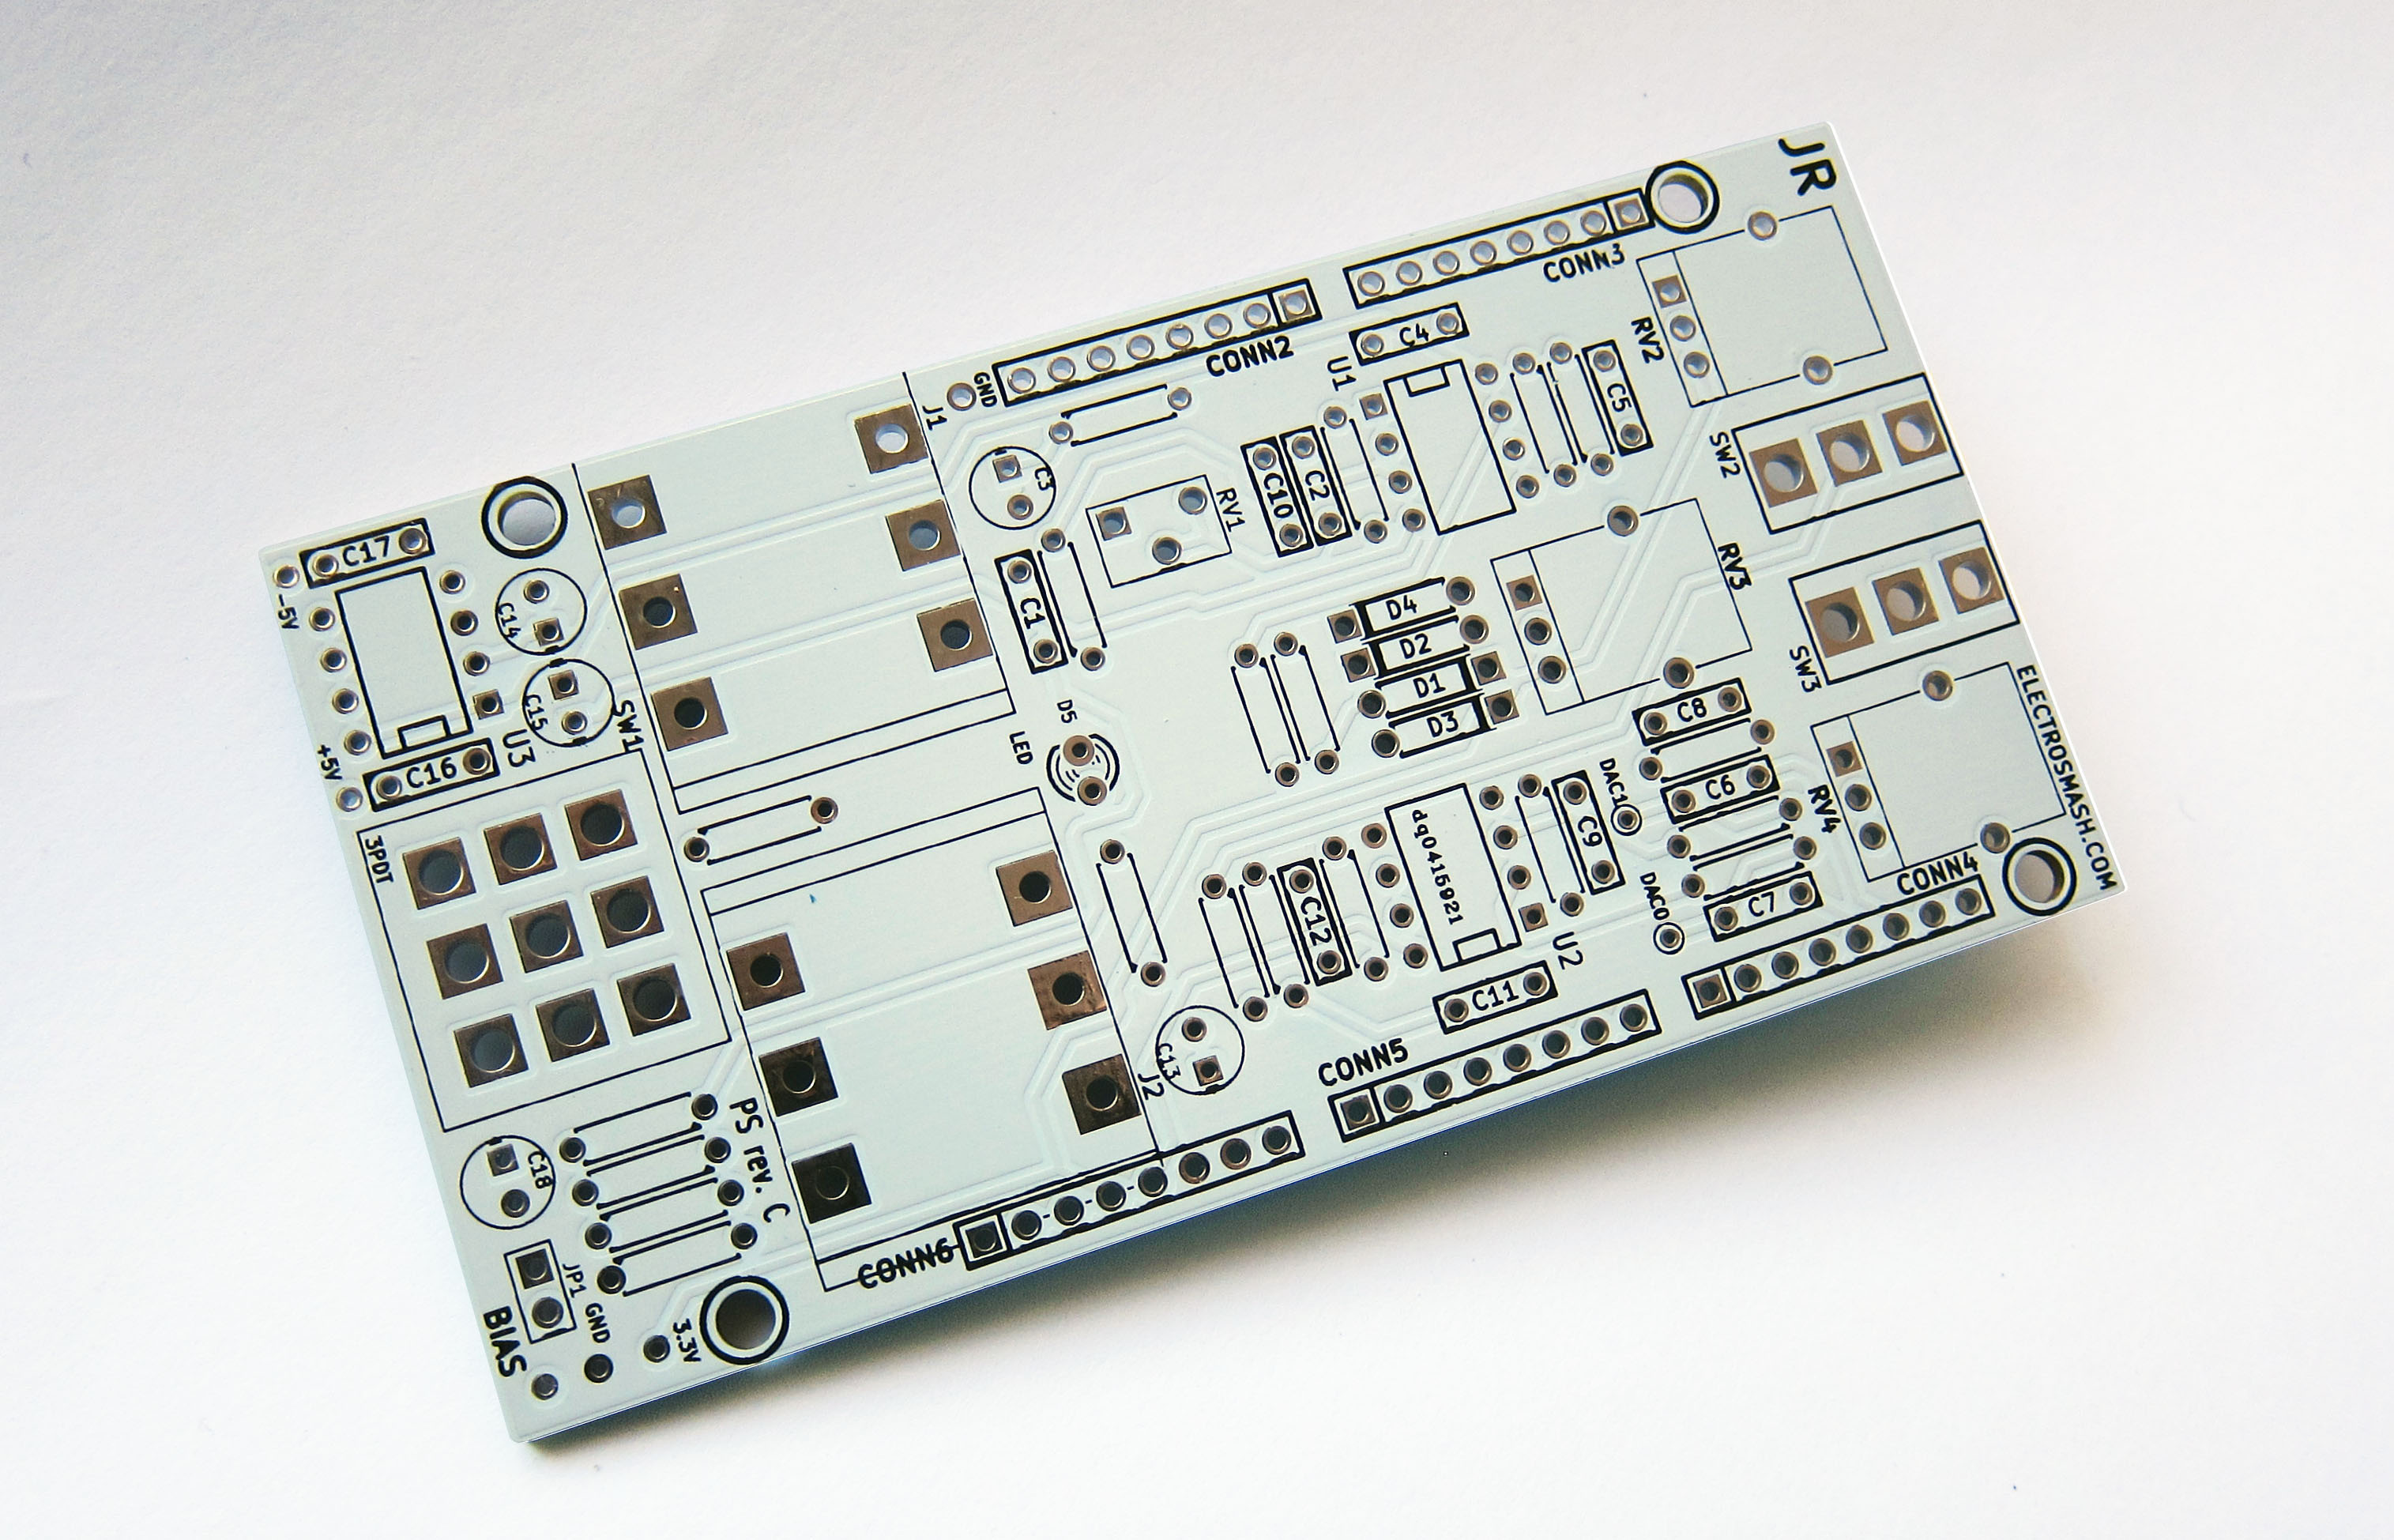 JR
CONN3
CONN2
GND
J1
C4
U1
RV2
C5
SW2
C3
RV1
C10
C2
C17
-5V
C14
C15
SW1
U3
C16
+5V
C1
D4
D2
D1
D3
RV3
SW3
ELECTROSMASH.COM
D5
LED
C8
C6
RV4
DAC1
C9
dq0415921
DAC0
C7
CONN4
3PDT
C12
U2
C11
CONN5
C13
J2
PS rev. C
C18
CONN6
JP1
GND
3.3V
BIAS